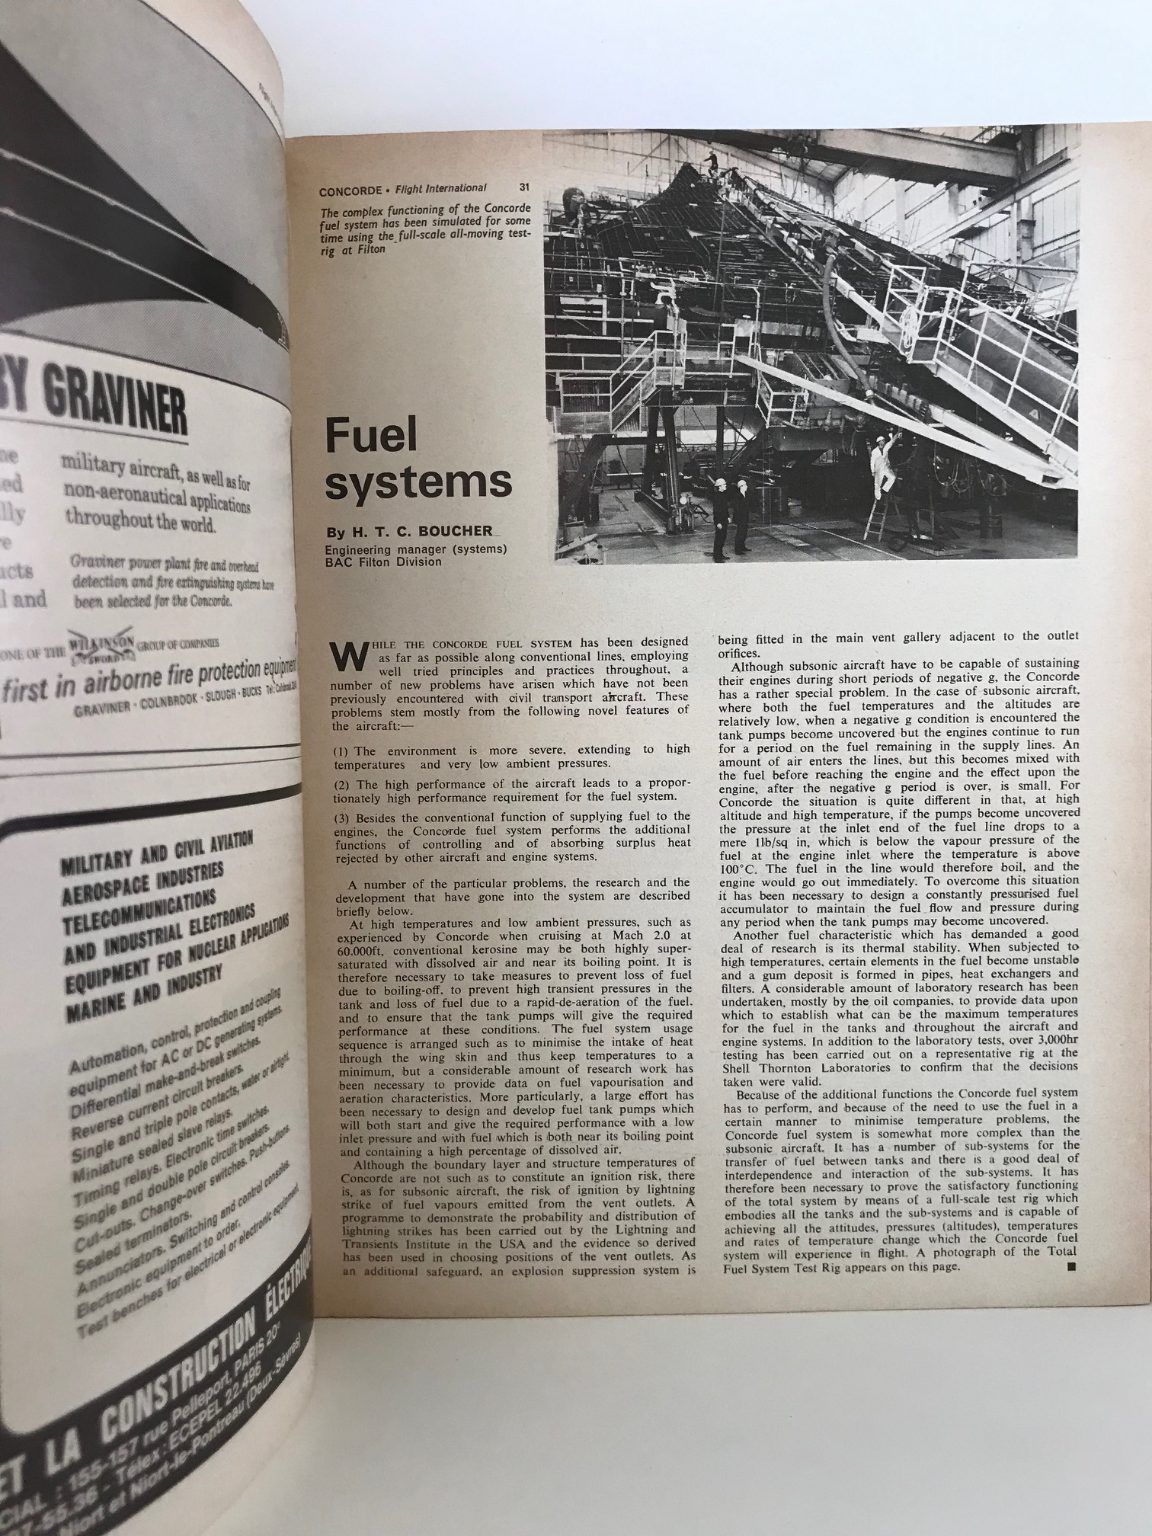 BY GRAVINER
military aircraft, as well as for
non-aeronautical applications
throughout the world.
Graviner power plant fire and overhead
detection and fire extinguishing systems have
been selected for the Concorde.
and
ONE OF THE WILKINSON SWORD GROUP OF COMPANIES
first in airborne fire protection equipment
GRAVINER · COLNBROOK · SLOUGH · BUCKS
MILITARY AND CIVIL AVIATION
AEROSPACE INDUSTRIES
TELECOMMUNICATIONS
AND INDUSTRIAL ELECTRONICS
EQUIPMENT FOR NUCLEAR APPLICATIONS
MARINE AND INDUSTRY
Automation, control, protection and coupling
equipment for AC or DC generating systems.
Differential make-and-break switches.
Reverse current circuit breakers.
Single and triple pole contacts, water or airtight.
Miniature sealed slave relays.
Timing relays. Electronic time switches.
Single and double pole circuit breakers.
Cut-outs. Change-over switches. Push-buttons.
Sealed terminators.
Annunciators. Switching and control consoles.
Electronic equipment to order.
Test benches for electrical or electronic equipment.
ET LA CONSTRUCTION ÉLECTRIQUE
CIAL : 155-157 rue Pelleport, PARIS 20e
7-55.36 - Télex : ECEPEL 22.496
Niort et Niort-le-Pontreau (Deux-Sèvres)
CONCORDE • Flight International 31
The complex functioning of the Concorde
fuel system has been simulated for some
time using the full-scale all-moving test-
rig at Filton
Fuel
systems
By H. T. C. BOUCHER
Engineering manager (systems)
BAC Filton Division
WHILE THE CONCORDE FUEL SYSTEM has been designed
as far as possible along conventional lines, employing
well tried principles and practices throughout, a
number of new problems have arisen which have not been
previously encountered with civil transport aircraft. These
problems stem mostly from the following novel features of
the aircraft:—
(1) The environment is more severe. extending to high
temperatures and very low ambient pressures.
(2) The high performance of the aircraft leads to a propor-
tionately high performance requirement for the fuel system.
(3) Besides the conventional function of supplying fuel to the
engines, the Concorde fuel system performs the additional
functions of controlling and of absorbing surplus heat
rejected by other aircraft and engine systems.
A number of the particular problems, the research and the
development that have gone into the system are described
briefly below.
At high temperatures and low ambient pressures, such as
experienced by Concorde when cruising at Mach 2.0 at
60,000ft, conventional kerosine may be both highly super-
saturated with dissolved air and near its boiling point. It is
therefore necessary to take measures to prevent loss of fuel
due to boiling-off, to prevent high transient pressures in the
tank and loss of fuel due to a rapid-de-aeration of the fuel.
and to ensure that the tank pumps will give the required
performance at these conditions. The fuel system usage
sequence is arranged such as to minimise the intake of heat
through the wing skin and thus keep temperatures to a
minimum, but a considerable amount of research work has
been necessary to provide data on fuel vapourisation and
aeration characteristics. More particularly, a large effort has
been necessary to design and develop fuel tank pumps which
will both start and give the required performance with a low
inlet pressure and with fuel which is both near its boiling point
and containing a high percentage of dissolved air.
Although the boundary layer and structure temperatures of
Concorde are not such as to constitute an ignition risk, there
is, as for subsonic aircraft, the risk of ignition by lightning
strike of fuel vapours emitted from the vent outlets. A
programme to demonstrate the probability and distribution of
lightning strikes has been carried out by the Lightning and
Transients Institute in the USA and the evidence so derived
has been used in choosing positions of the vent outlets. As
an additional safeguard, an explosion suppression system is
being fitted in the main vent gallery adjacent to the outlet
orifices.
Although subsonic aircraft have to be capable of sustaining
their engines during short periods of negative g, the Concorde
has a rather special problem. In the case of subsonic aircraft,
where both the fuel temperatures and the altitudes are
relatively low, when a negative g condition is encountered the
tank pumps become uncovered but the engines continue to run
for a period on the fuel remaining in the supply lines. An
amount of air enters the lines, but this becomes mixed with
the fuel before reaching the engine and the effect upon the
engine, after the negative g period is over, is small. For
Concorde the situation is quite different in that, at high
altitude and high temperature, if the pumps become uncovered
the pressure at the inlet end of the fuel line drops to a
mere 1lb/sq in, which is below the vapour pressure of the
fuel at the engine inlet where the temperature is above
100°C. The fuel in the line would therefore boil, and the
engine would go out immediately. To overcome this situation
it has been necessary to design a constantly pressurised fuel
accumulator to maintain the fuel flow and pressure during
any period when the tank pumps may become uncovered.
Another fuel characteristic which has demanded a good
deal of research is its thermal stability. When subjected to
high temperatures, certain elements in the fuel become unstable
and a gum deposit is formed in pipes, heat exchangers and
filters. A considerable amount of laboratory research has been
undertaken, mostly by the oil companies, to provide data upon
which to establish what can be the maximum temperatures
for the fuel in the tanks and throughout the aircraft and
engine systems. In addition to the laboratory tests, over 3,000hr
testing has been carried out on a representative rig at the
Shell Thornton Laboratories to confirm that the decisions
taken were valid.
Because of the additional functions the Concorde fuel system
has to perform, and because of the need to use the fuel in a
certain manner to minimise temperature problems, the
Concorde fuel system is somewhat more complex than the
subsonic aircraft. It has a number of sub-systems for the
transfer of fuel between tanks and there is a good deal of
interdependence and interaction of the sub-systems. It has
therefore been necessary to prove the satisfactory functioning
of the total system by means of a full-scale test rig which
embodies all the tanks and the sub-systems and is capable of
achieving all the attitudes, pressures (altitudes), temperatures
and rates of temperature change which the Concorde fuel
system will experience in flight. A photograph of the Total
Fuel System Test Rig appears on this page. ■